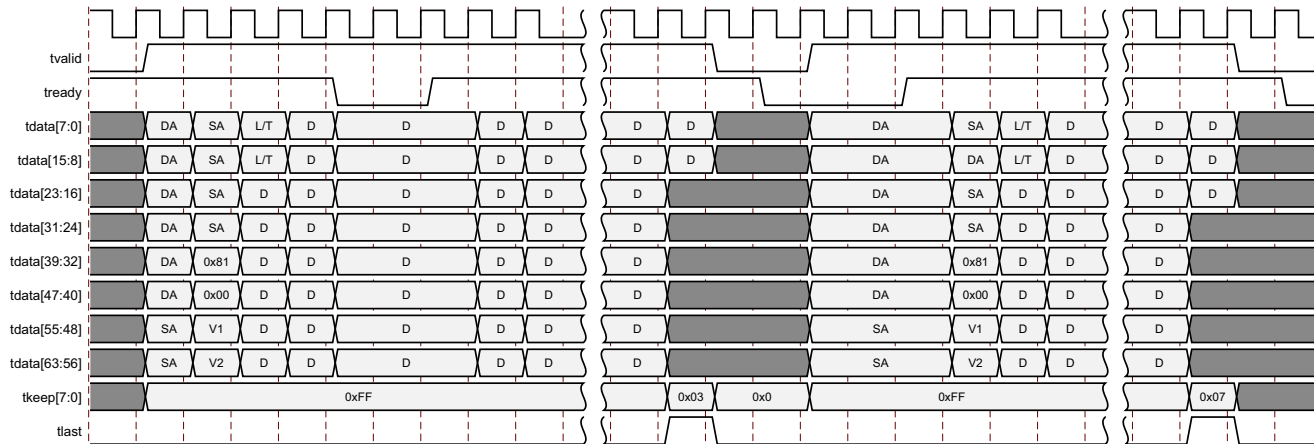 tvalid
tready
tdata[7:0] DA SA L/T D D D D D D DA SA L/T D D D
tdata[15:8] DA SA L/T D D D D D D DA DA L/T D D D
tdata[23:16] DA SA D D D D D D DA SA D D D D
tdata[31:24] DA SA D D D D D D DA SA D D D
tdata[39:32] DA 0x81 D D D D D D DA 0x81 D D D
tdata[47:40] DA 0x00 D D D D D D DA 0x00 D D D
tdata[55:48] SA V1 D D D D D D SA V1 D D D
tdata[63:56] SA V2 D D D D D D SA V2 D D D
tkeep[7:0] 0xFF 0x03 0x0 0xFF 0x07
tlast